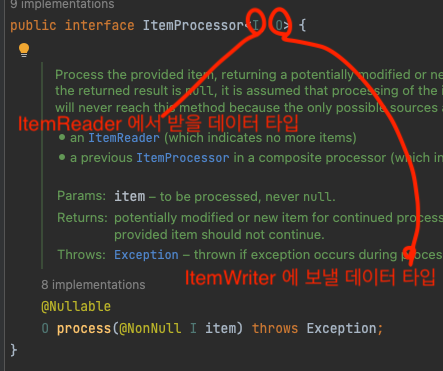 9 implementations
public interface ItemProcessor<I, O> {
Process the provided item, returning a potentially modified or ne
the returned result is null, it is assumed that processing of the i
will never reach this method because the only possible sources a
ItemReader 에서 받을 데이터 타입
• an ItemReader (which indicates no more items)
• a previous ItemProcessor in a composite processor (which in
Params: item – to be processed, never null.
Returns: potentially modified or new item for continued proces
provided item should not continue.
Throws: Exception – thrown if exception occurs during proces
ItemWriter 에 보낼 데이터 타입
8 implementations
@Nullable
O process(@NonNull I item) throws Exception;
}